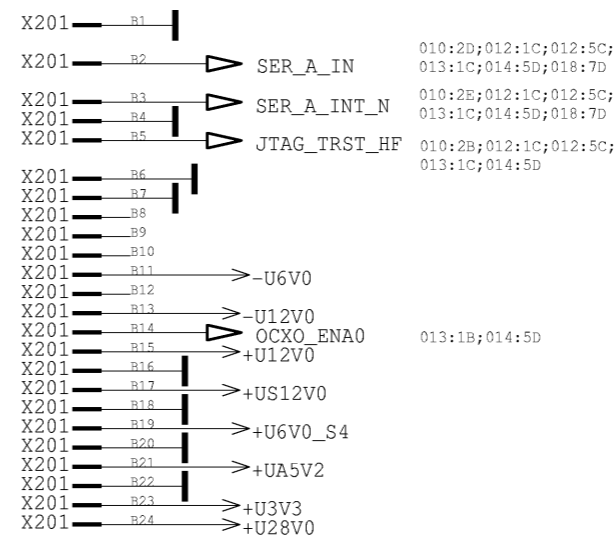 X201 B1
X201 B2 SER_A_IN 010:2D;012:1C;012:5C;
013:1C;014:5D;018:7D
X201 B3 SER_A_INT_N 010:2E;012:1C;012:5C;
X201 B4 013:1C;014:5D;018:7D
X201 B5 JTAG_TRST_HF 010:2B;012:1C;012:5C;
013:1C;014:5D
X201 B6
X201 B7
X201 B8
X201 B9
X201 B10
X201 B11 -U6V0
X201 B12
X201 B13 -U12V0
X201 B14 OCXO_ENA0 013:1B;014:5D
X201 B15 +U12V0
X201 B16
X201 B17 +US12V0
X201 B18
X201 B19 +U6V0_S4
X201 B20
X201 B21 +UA5V2
X201 B22
X201 B23 +U3V3
X201 B24 +U28V0